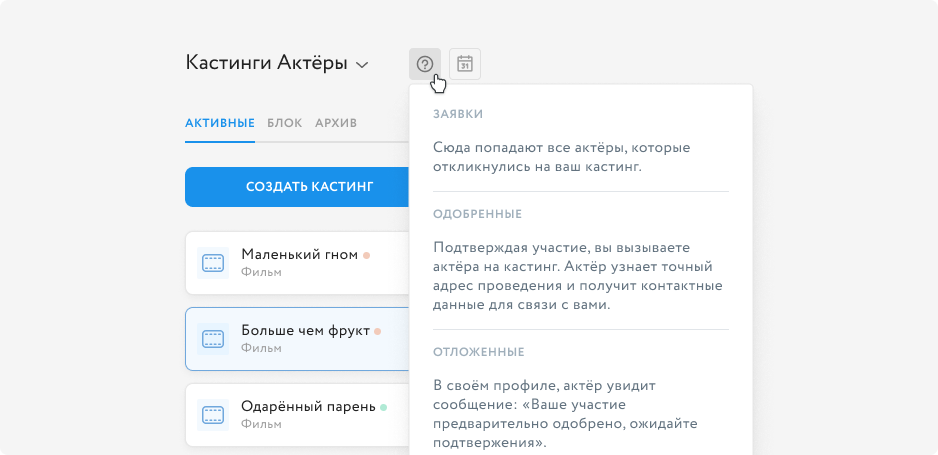 Кастинги Актёры
31
АКТИВНЫЕ БЛОК АРХИВ
СОЗДАТЬ КАСТИНГ
Маленький гном
Фильм
Больше чем фрукт
Фильм
Одарённый парень
Фильм
ЗАЯВКИ
Сюда попадают все актёры, которые
откликнулись на ваш кастинг.
ОДОБРЕННЫЕ
Подтверждая участие, вы вызываете
актёра на кастинг. Актёр узнает точный
адрес проведения и получит контактные
данные для связи с вами.
ОТЛОЖЕННЫЕ
В своём профиле, актёр увидит
сообщение: «Ваше участие
предварительно одобрено, ожидайте
подтвержения».